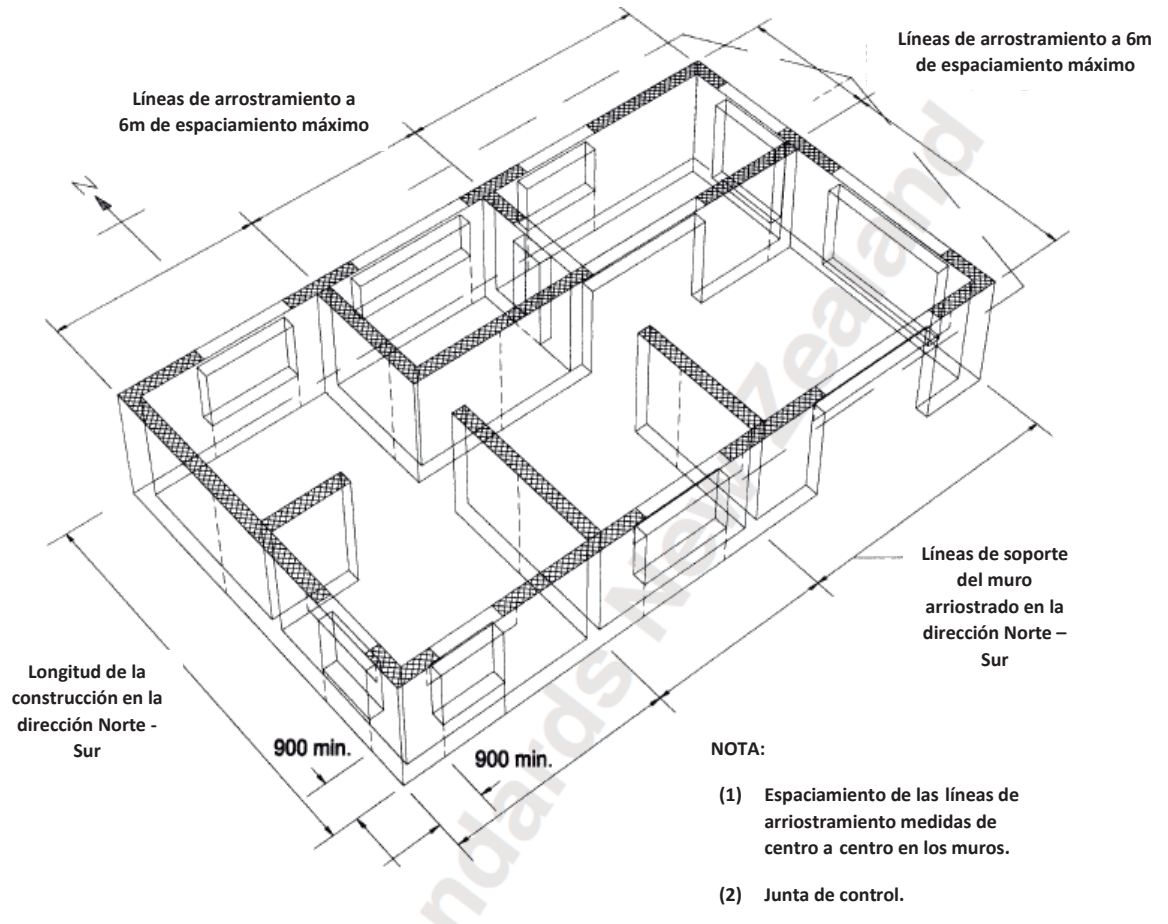 Líneas de arrostramiento a 6m
de espaciamiento máximo
Líneas de arrostramiento a
6m de espaciamiento máximo
N
Líneas de soporte
del muro
arriostrado en la
dirección Norte –
Sur
Longitud de la
construcción en la
dirección Norte -
Sur
900 min.
900 min.
NOTA:
(1) Espaciamiento de las líneas de
arriostramiento medidas de
centro a centro en los muros.
(2) Junta de control.
ndards New Zealand